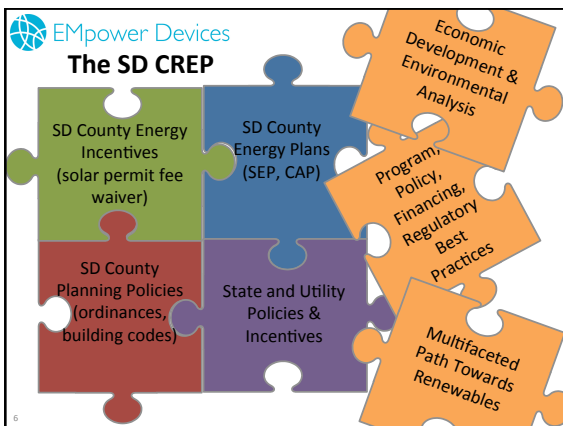 EMpower Devices
The SD CREP
SD County Energy
Incentives
(solar permit fee
waiver)
SD County
Energy Plans
(SEP, CAP)
Economic
Development &
Environmental
Analysis
Program,
Policy,
Financing,
Regulatory
Best
Practices
SD County
Planning Policies
(ordinances,
building codes)
State and Utility
Policies &
Incentives
Multifaceted
Path Towards
Renewables
6